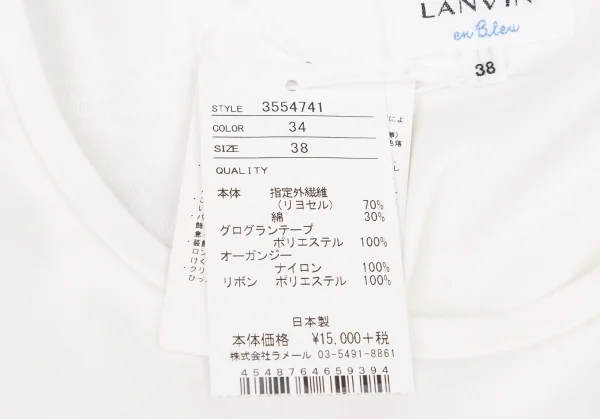 LANVIN
en Bleu
38
STYLE 3554741
COLOR 34
SIZE 38
QUALITY
本体 指定外繊維
(リヨセル) 70%
綿 30%
グログランテープ
ポリエステル 100%
オーガンジー
ナイロン 100%
リボン ポリエステル 100%
日本製
本体価格 ¥15,000+税
株式会社ラメール 03-5491-8861
4548774659394